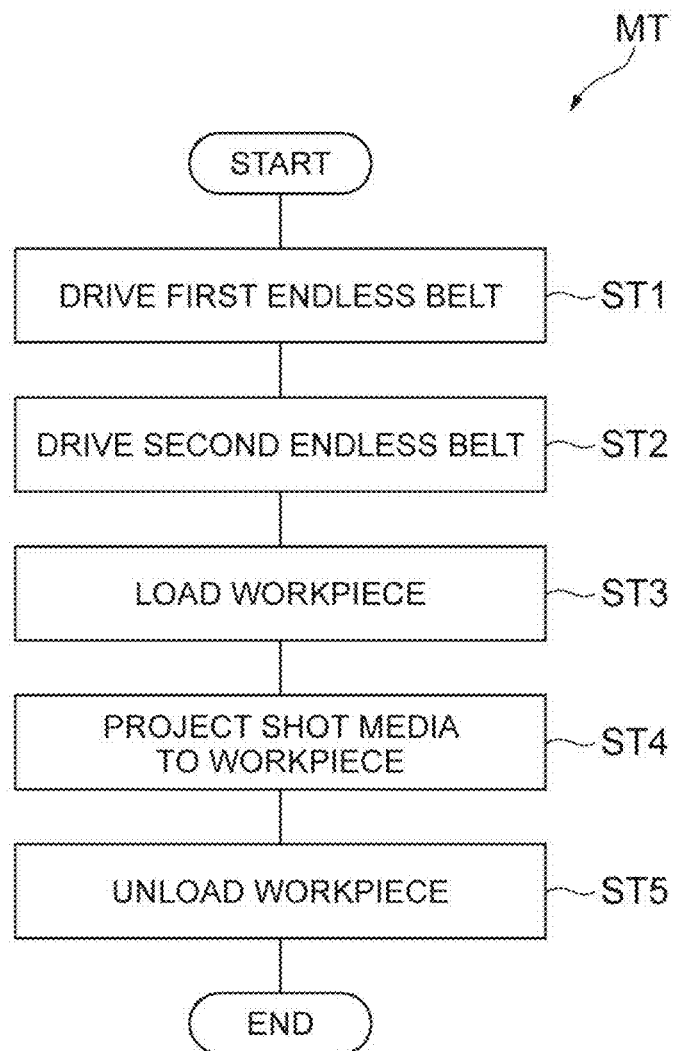 MT
START
DRIVE FIRST ENDLESS BELT
ST1
DRIVE SECOND ENDLESS BELT
ST2
LOAD WORKPIECE
ST3
PROJECT SHOT MEDIA
TO WORKPIECE
ST4
UNLOAD WORKPIECE
ST5
END